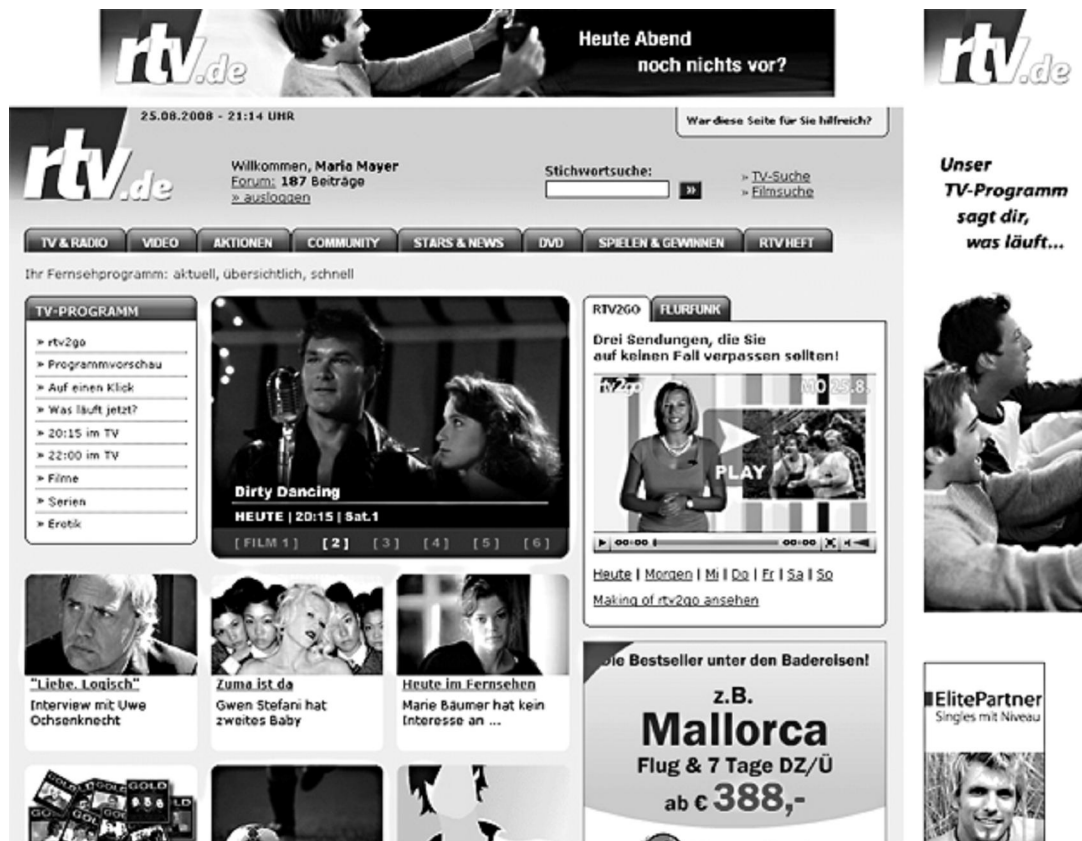 rtv.de
Heute Abend
noch nichts vor?
rtv.de
25.08.2008 - 21:14 UHR
War diese Seite für Sie hilfreich?
rtv.de
Willkommen, Maria Mayer
Forum: 187 Beiträge
» ausloggen
Stichwortsuche:
»
» TV-Suche
» Filmsuche
TV & RADIO VIDEO AKTIONEN COMMUNITY STARS & NEWS DVD SPIELEN & GEWINNEN RTV HEFT
Ihr Fernsehprogramm: aktuell, übersichtlich, schnell
TV-PROGRAMM
» rtv2go
» Programmvorschau
» Auf einen Klick
» Was läuft jetzt?
» 20:15 im TV
» 22:00 im TV
» Filme
» Serien
» Erotik
Dirty Dancing
HEUTE | 20:15 | Sat.1
[ FILM 1 ] [ 2 ] [ 3 ] [ 4 ] [ 5 ] [ 6 ]
RTV2GO FLURFUNK
Drei Sendungen, die Sie
auf keinen Fall verpassen sollten!
rtv2go MO 25.8.
PLAY
00:00 00:00
Heute | Morgen | Mi | Do | Fr | Sa | So
Making of rtv2go ansehen
"Liebe. Logisch"
Interview mit Uwe
Ochsenknecht
Zuma ist da
Gwen Stefani hat
zweites Baby
Heute im Fernsehen
Marie Bäumer hat kein
Interesse an ...
Die Bestseller unter den Badereisen!
z.B.
Mallorca
Flug & 7 Tage DZ/Ü
ab € 388,-
GOLD
GOLD
Unser
TV-Programm
sagt dir,
was läuft...
ElitePartner
Singles mit Niveau